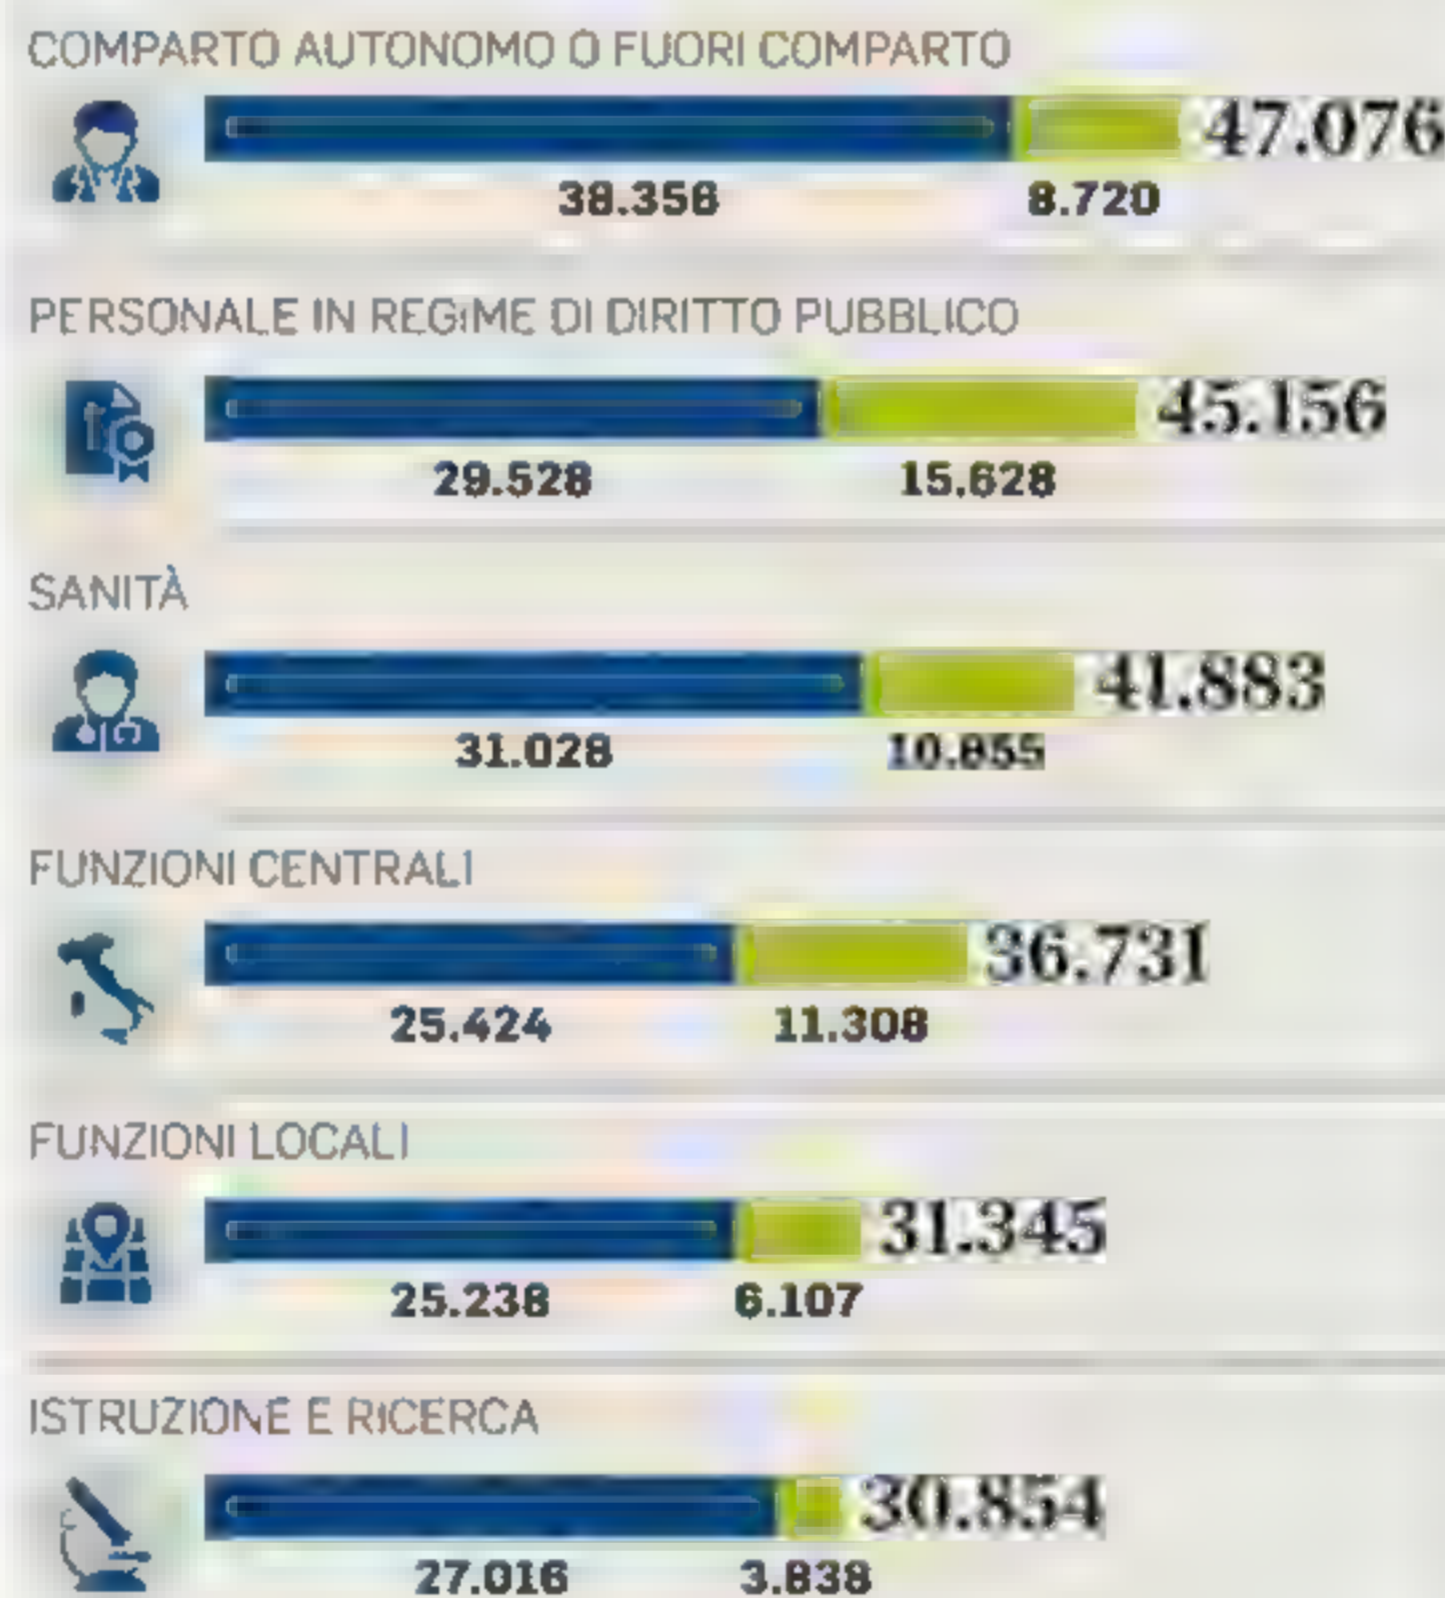 COMPARTO AUTONOMO O FUORI COMPARTO
47.076
38.356 8.720
PERSONALE IN REGIME DI DIRITTO PUBBLICO
45.156
29.528 15.628
SANITÀ
41.883
31.028 10.855
FUNZIONI CENTRALI
36.731
25.424 11.308
FUNZIONI LOCALI
31.345
25.238 6.107
ISTRUZIONE E RICERCA
30.854
27.016 3.838